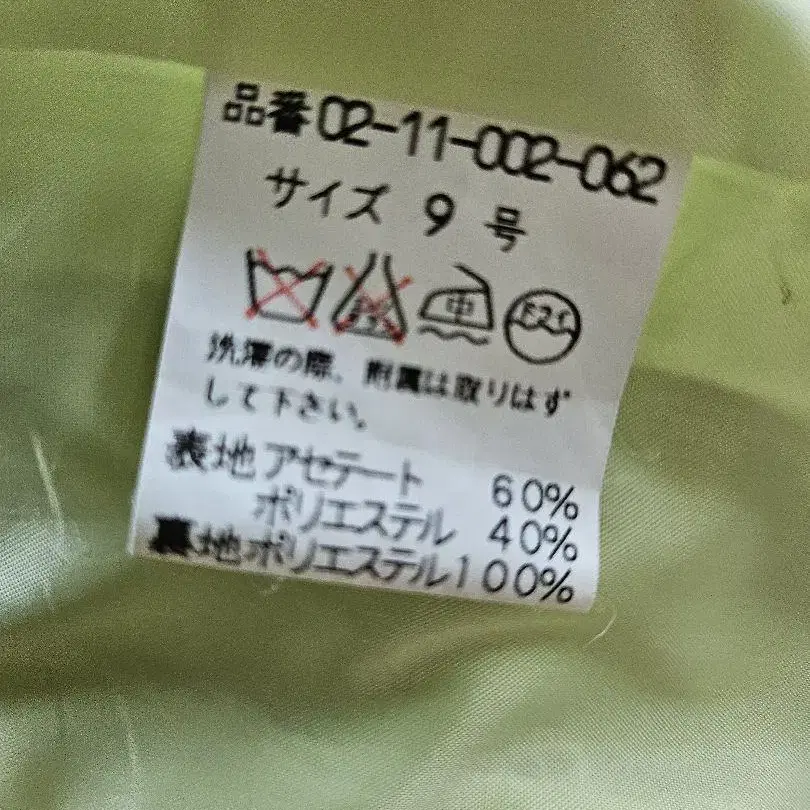 品番02-11-002-062
サイズ 9 号
中
洗濯の際、附属は取りはず
して下さい。
表地アセテート 60%
ポリエステル 40%
裏地ポリエステル100%